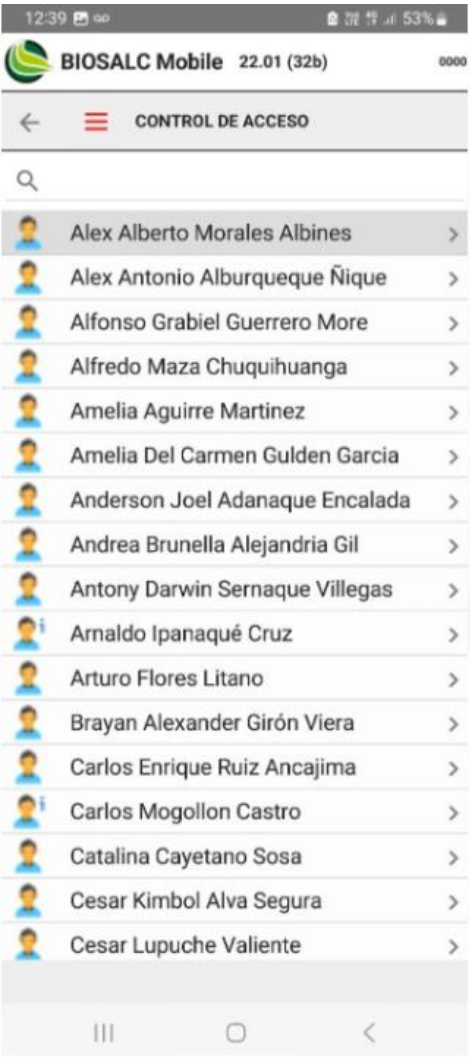 12:39 53%
BIOSALC Mobile 22.01 (32b) 0000
CONTROL DE ACCESO
Alex Alberto Morales Albines
Alex Antonio Alburqueque Ñique
Alfonso Grabiel Guerrero More
Alfredo Maza Chuquihuanga
Amelia Aguirre Martinez
Amelia Del Carmen Gulden Garcia
Anderson Joel Adanaque Encalada
Andrea Brunella Alejandria Gil
Antony Darwin Sernaque Villegas
Arnaldo Ipanaqué Cruz
Arturo Flores Litano
Brayan Alexander Girón Viera
Carlos Enrique Ruiz Ancajima
Carlos Mogollon Castro
Catalina Cayetano Sosa
Cesar Kimbol Alva Segura
Cesar Lupuche Valiente